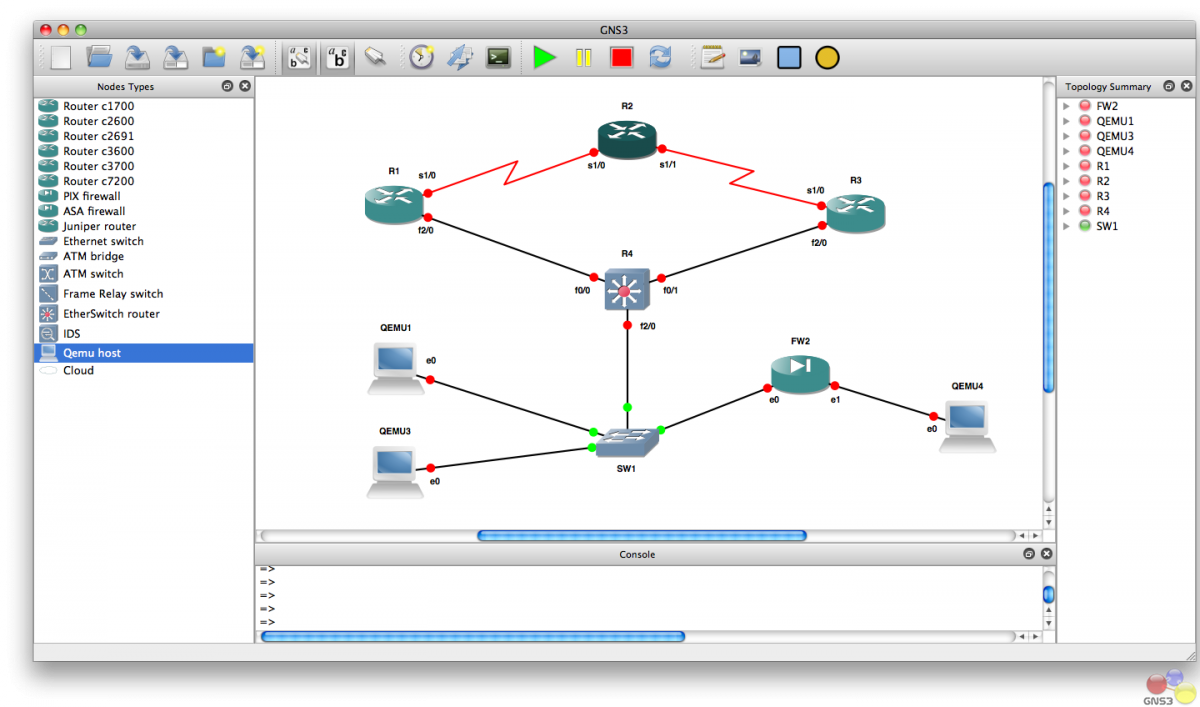 GNS3
a b c
a b c
Nodes Types
Router c1700
Router c2600
Router c2691
Router c3600
Router c3700
Router c7200
PIX firewall
ASA firewall
Juniper router
Ethernet switch
ATM bridge
ATM switch
Frame Relay switch
EtherSwitch router
IDS
Qemu host
Cloud
R2
s1/0
s1/1
R1
s1/0
f2/0
R3
s1/0
f2/0
R4
f0/0
f0/1
f2/0
QEMU1
e0
FW2
e0
e1
QEMU4
e0
QEMU3
e0
SW1
Console
=>
=>
=>
=>
=>
Topology Summary
FW2
QEMU1
QEMU3
QEMU4
R1
R2
R3
R4
SW1
GNS3